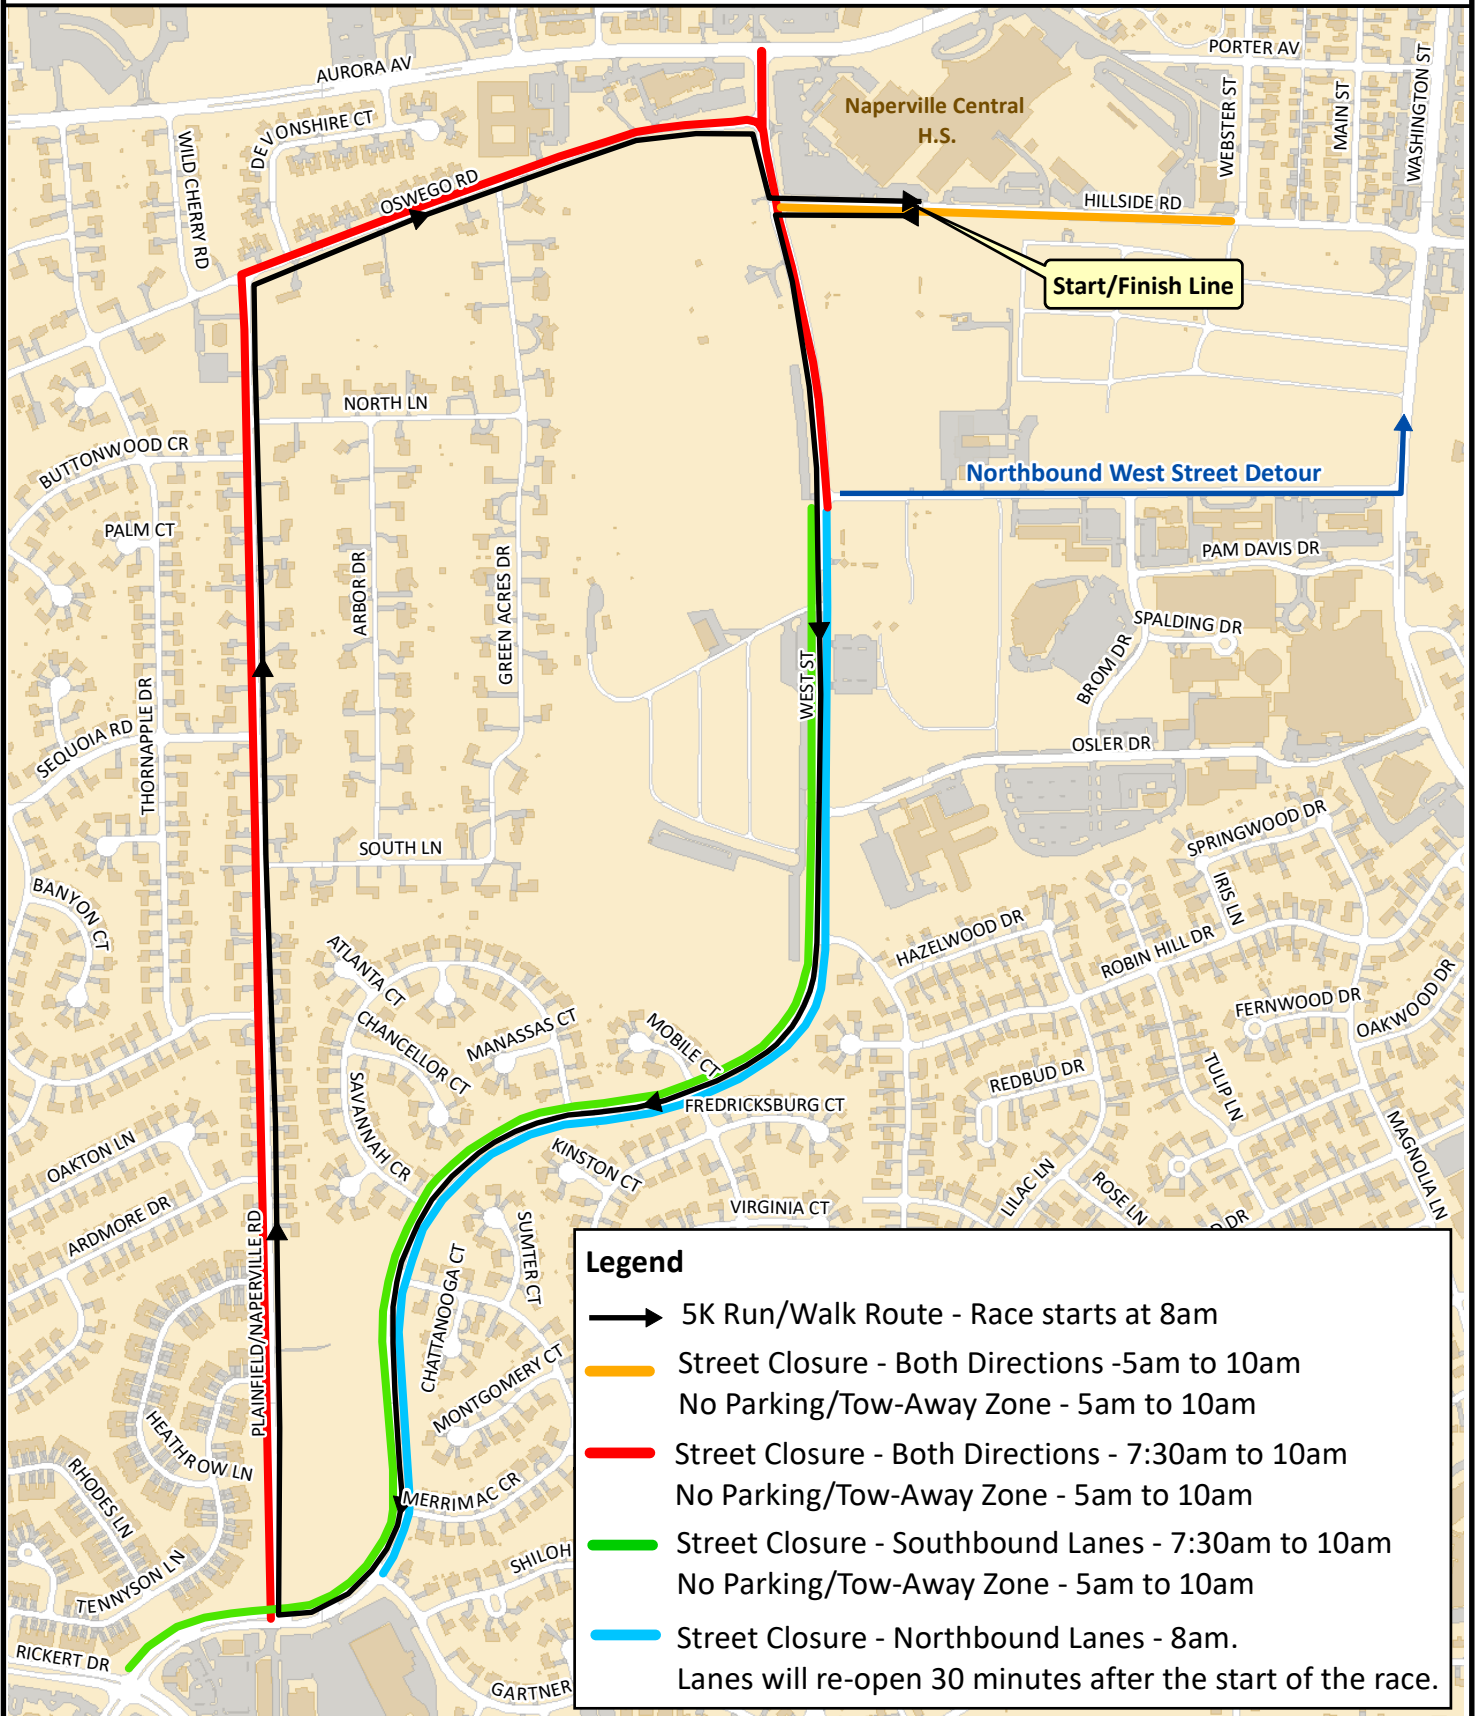 PORTER AV
AURORA AV
WASHINGTON ST
Naperville Central
H.S.
WEBSTER ST
MAIN ST
DEVONSHIRE CT
WILD CHERRY RD
OSWEGO RD
HILLSIDE RD
Start/Finish Line
NORTH LN
BUTTONWOOD CR
Northbound West Street Detour
PALM CT
PAM DAVIS DR
ARBOR DR
GREEN ACRES DR
SPALDING DR
BROM DR
WEST ST
THORNAPPLE DR
SEQUOIA RD
OSLER DR
SPRINGWOOD DR
SOUTH LN
IRIS LN
BANYON CT
HAZELWOOD DR
ROBIN HILL DR
ATLANTA CT
FERNWOOD DR
OAKWOOD DR
CHANCELLOR CT
MANASSAS CT
MOBILE CT
REDBUD DR
TULIP LN
FREDRICKSBURG CT
SAVANNAH CR
OAKTON LN
KINSTON CT
MAGNOLIA LN
LILAC LN
ROSE LN
VIRGINIA CT
D DR
ARDMORE DR
SUMTER CT
PLAINFIELD/NAPERVILLE RD
CHATTANOOGA CT
MONTGOMERY CT
HEATHROW LN
RHODES LN
MERRIMAC CR
SHILOH
TENNYSON LN
RICKERT DR
GARTNER
Legend
5K Run/Walk Route - Race starts at 8am
Street Closure - Both Directions -5am to 10am
No Parking/Tow-Away Zone - 5am to 10am
Street Closure - Both Directions - 7:30am to 10am
No Parking/Tow-Away Zone - 5am to 10am
Street Closure - Southbound Lanes - 7:30am to 10am
No Parking/Tow-Away Zone - 5am to 10am
Street Closure - Northbound Lanes - 8am.
Lanes will re-open 30 minutes after the start of the race.